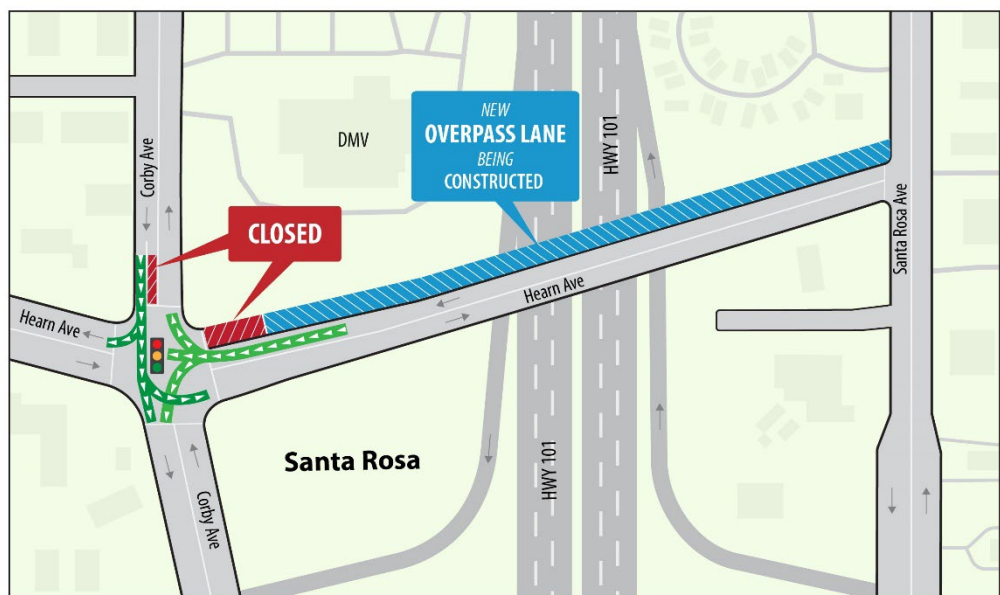 Corby Ave
DMV
NEW
OVERPASS LANE
BEING
CONSTRUCTED
HWY 101
Santa Rosa Ave
CLOSED
Hearn Ave
Hearn Ave
Santa Rosa
HWY 101
Corby Ave